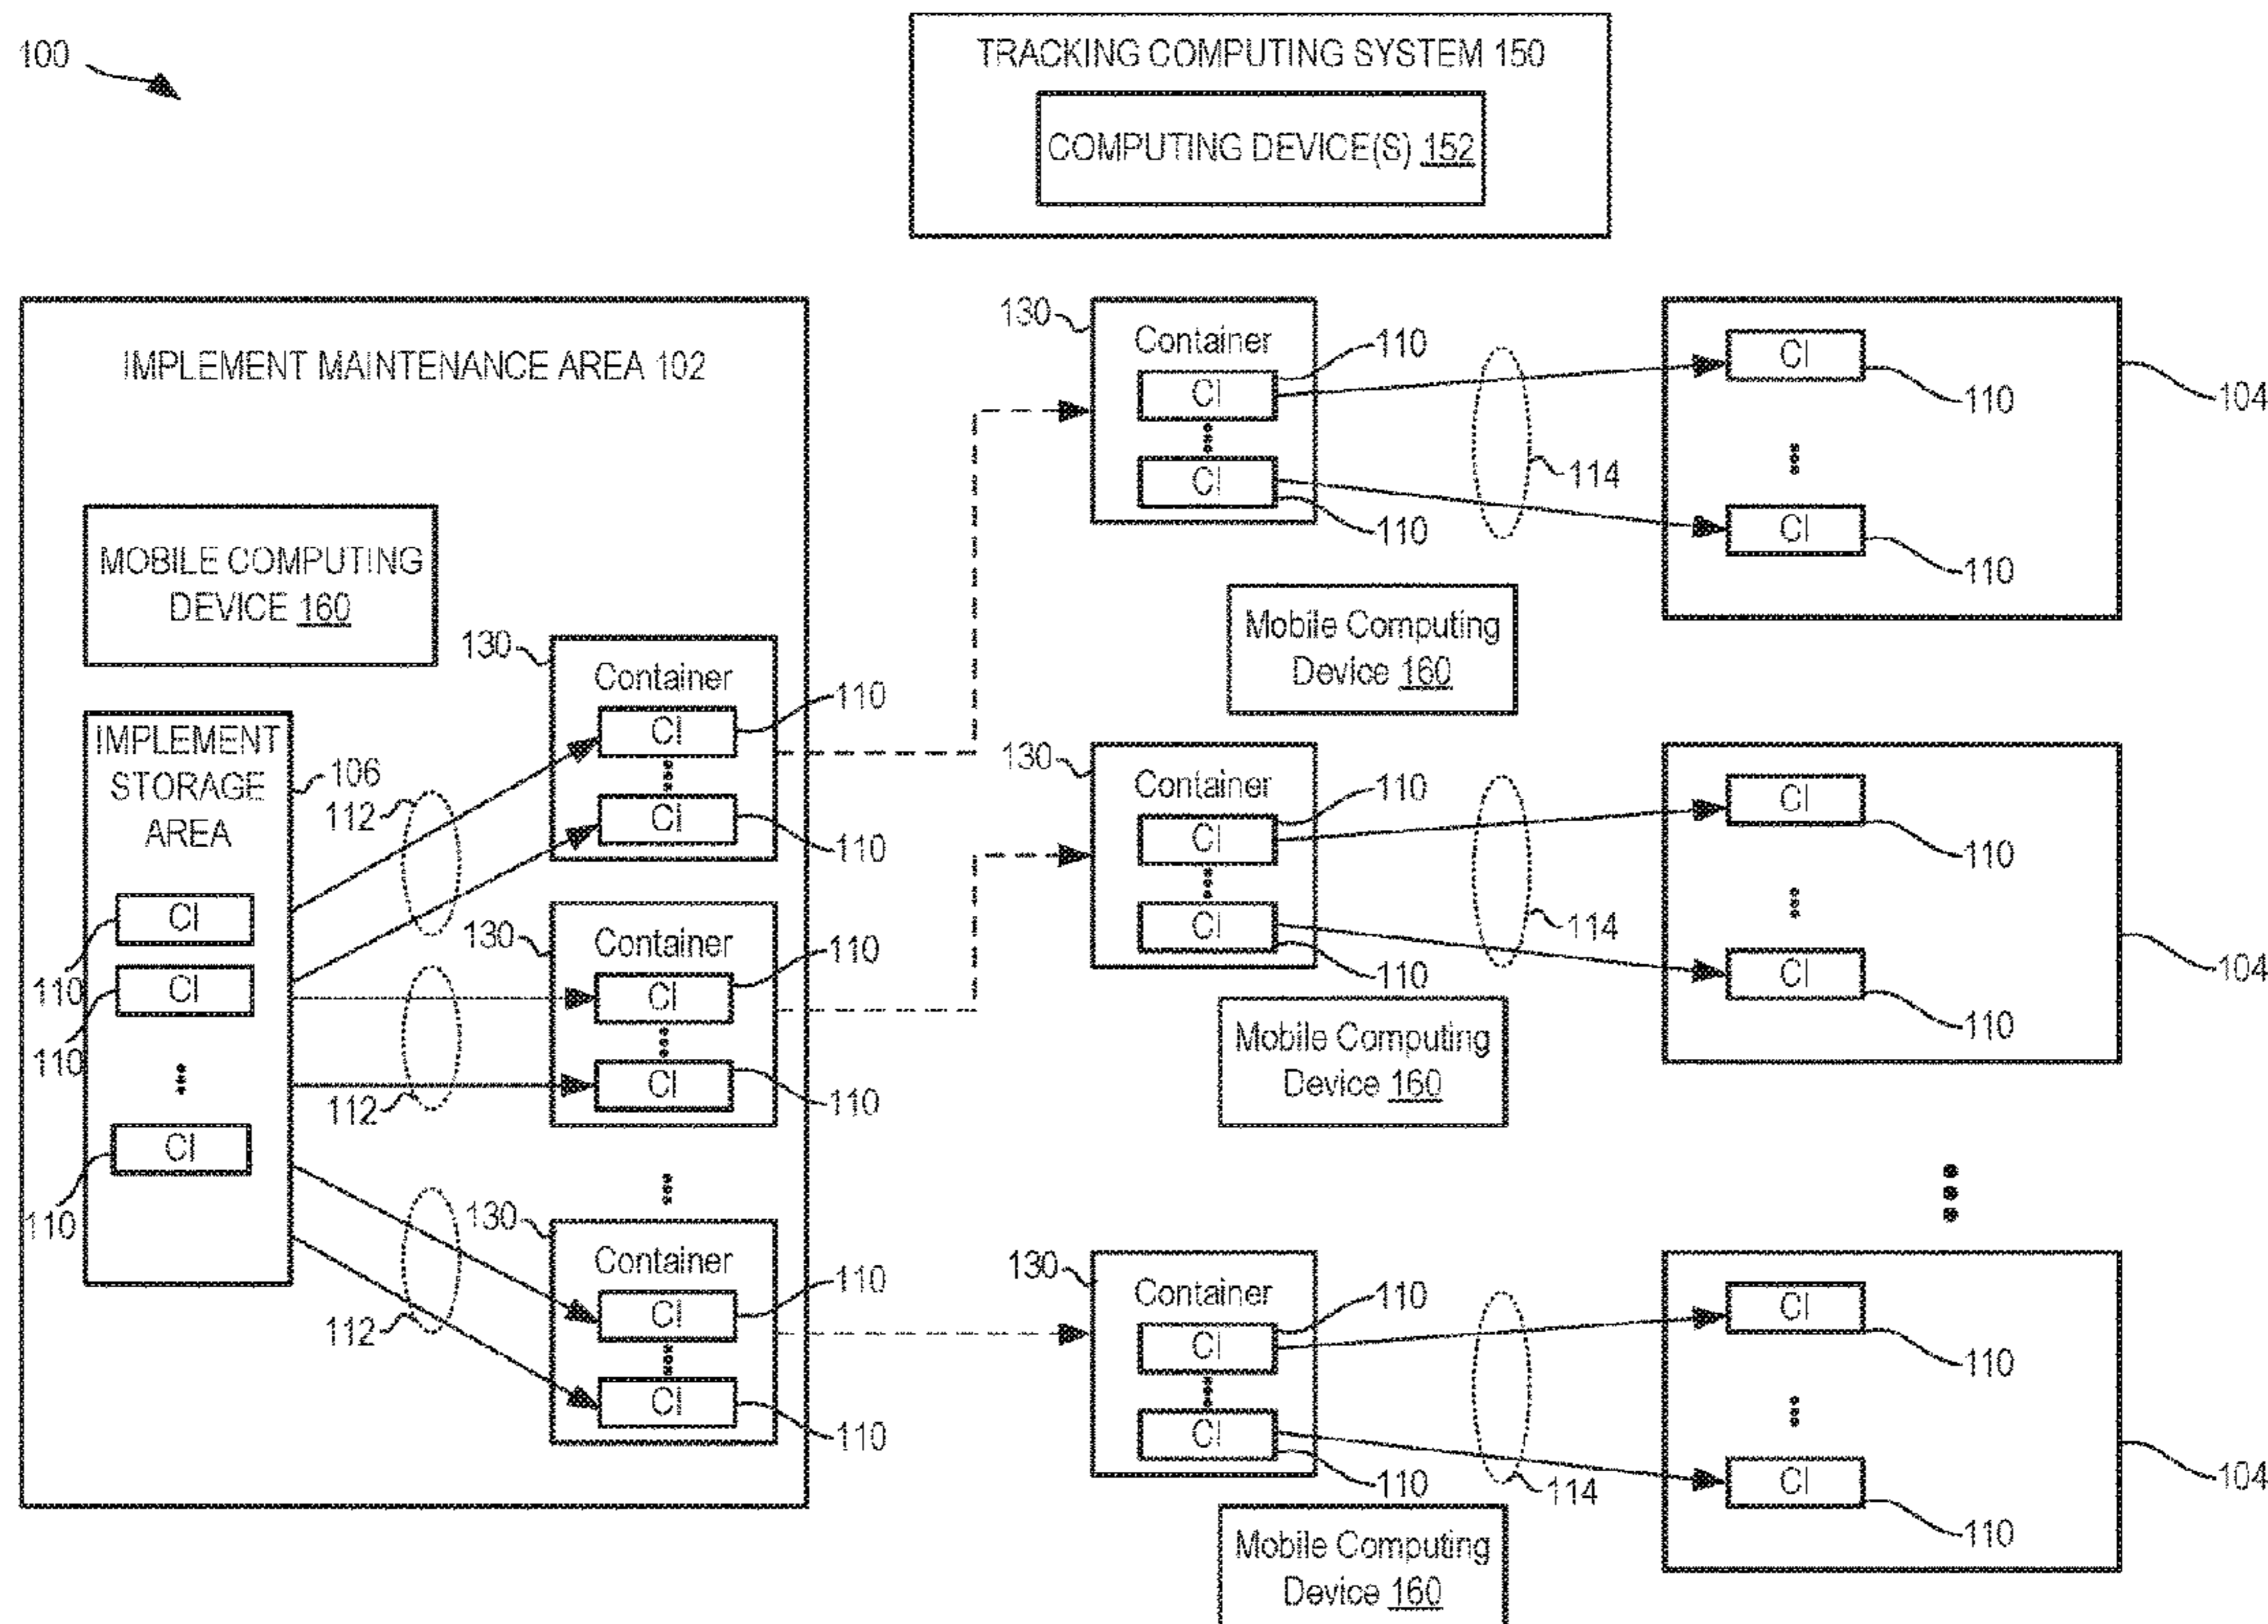 100
TRACKING COMPUTING SYSTEM 150
COMPUTING DEVICE(S) 152
IMPLEMENT MAINTENANCE AREA 102
MOBILE COMPUTING
DEVICE 160
IMPLEMENT
STORAGE
AREA
106
CI
110
CI
110
CI
110
112
112
112
130
Container
CI
110
CI
110
130
Container
CI
110
CI
110
130
Container
CI
110
CI
110
130
Container
CI
110
CI
110
114
CI
110
CI
110
104
Mobile Computing
Device 160
130
Container
CI
110
CI
110
114
CI
110
CI
110
104
Mobile Computing
Device 160
130
Container
CI
110
CI
110
114
CI
110
CI
110
104
Mobile Computing
Device 160